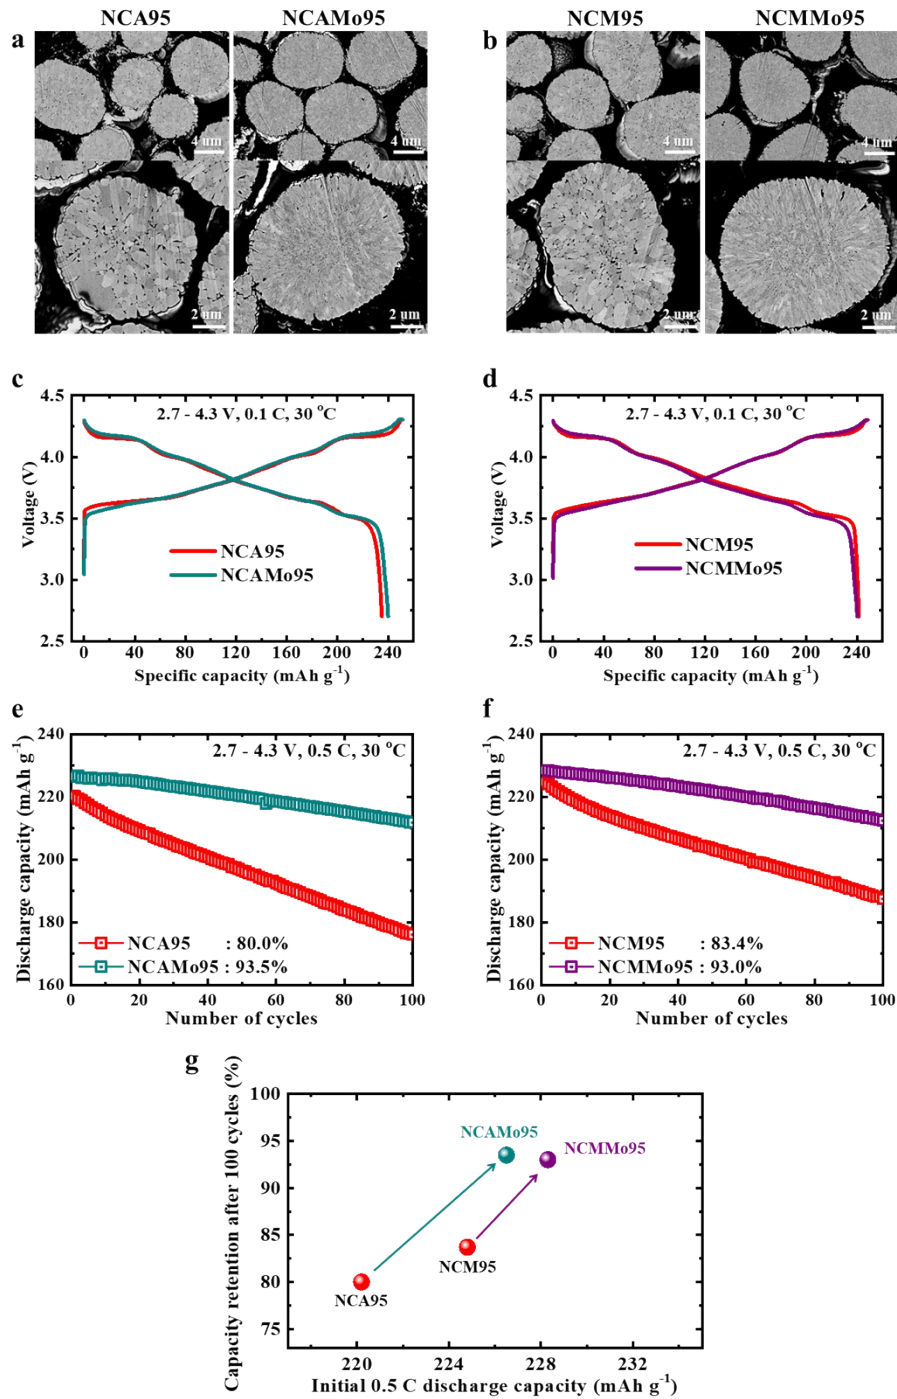 NCA95 NCAMo95 NCM95 NCMMo95
a b
4 um 4 um 4 um 4 um
2 um 2 um 2 um 2 um
c
4.5
4.0
3.5
3.0
2.5
Voltage (V)
2.7 - 4.3 V, 0.1 C, 30 °C
NCA95
NCAMo95
0 40 80 120 160 200 240
Specific capacity (mAh g⁻¹)
d
4.5
4.0
3.5
3.0
2.5
Voltage (V)
2.7 - 4.3 V, 0.1 C, 30 °C
NCM95
NCMMo95
0 40 80 120 160 200 240
Specific capacity (mAh g⁻¹)
e
240
220
200
180
160
Discharge capacity (mAh g⁻¹)
2.7 - 4.3 V, 0.5 C, 30 °C
NCA95 : 80.0%
NCAMo95 : 93.5%
0 20 40 60 80 100
Number of cycles
f
240
220
200
180
160
Discharge capacity (mAh g⁻¹)
2.7 - 4.3 V, 0.5 C, 30 °C
NCM95 : 83.4%
NCMMo95 : 93.0%
0 20 40 60 80 100
Number of cycles
g
100
95
90
85
80
75
Capacity retention after 100 cycles (%)
NCAMo95
NCMMo95
NCM95
NCA95
220 224 228 232
Initial 0.5 C discharge capacity (mAh g⁻¹)